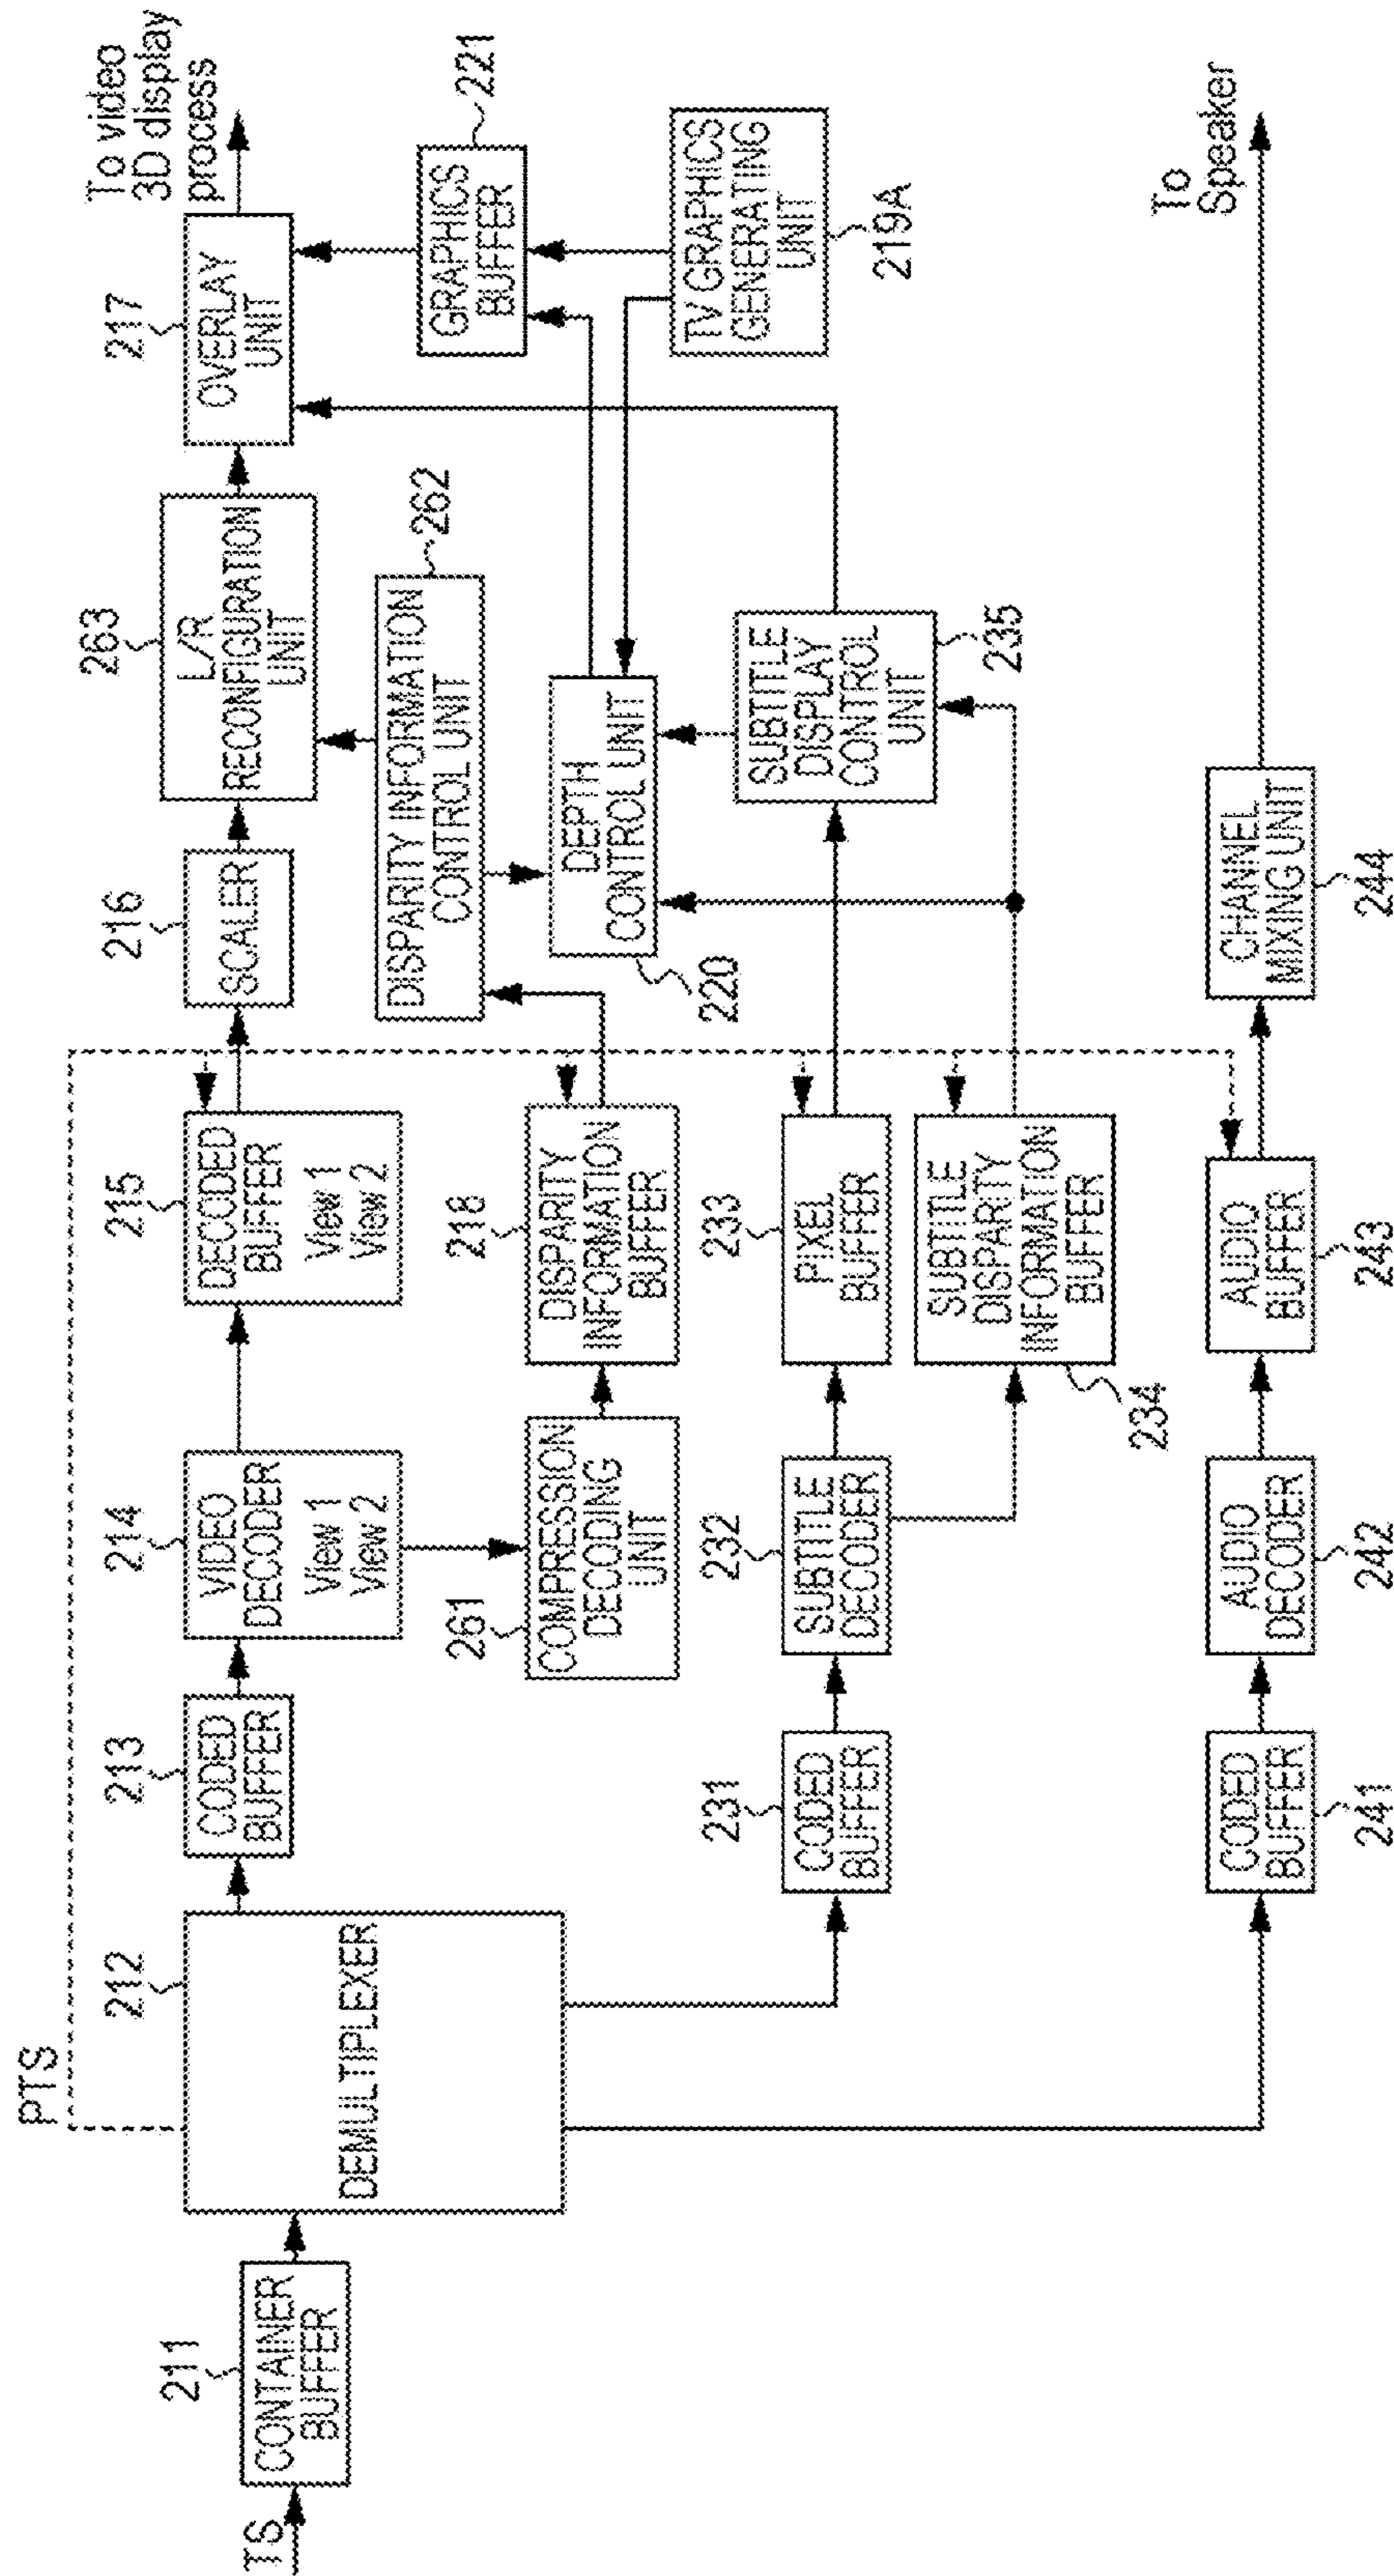 PTS
TS
211
CONTAINER
BUFFER
212
DEMULTIPLEXER
213
CODED
BUFFER
214
VIDEO
DECODER
View 1
View 2
215
DECODED
BUFFER
View 1
View 2
216
SCALER
263
L/R
RECONFIGURATION
UNIT
217
OVERLAY
UNIT
To video
3D display
process
261
COMPRESSION
DECODING
UNIT
218
DISPARITY
INFORMATION
BUFFER
262
DISPARITY INFORMATION
CONTROL UNIT
DEPTH
CONTROL UNIT
220
221
GRAPHICS
BUFFER
TV GRAPHICS
GENERATING
UNIT
219A
231
CODED
BUFFER
232
SUBTITLE
DECODER
233
PIXEL
BUFFER
SUBTITLE
DISPARITY
INFORMATION
BUFFER
234
SUBTITLE
DISPLAY
CONTROL
UNIT
235
CODED
BUFFER
241
AUDIO
DECODER
242
AUDIO
BUFFER
243
CHANNEL
MIXING UNIT
244
To
Speaker